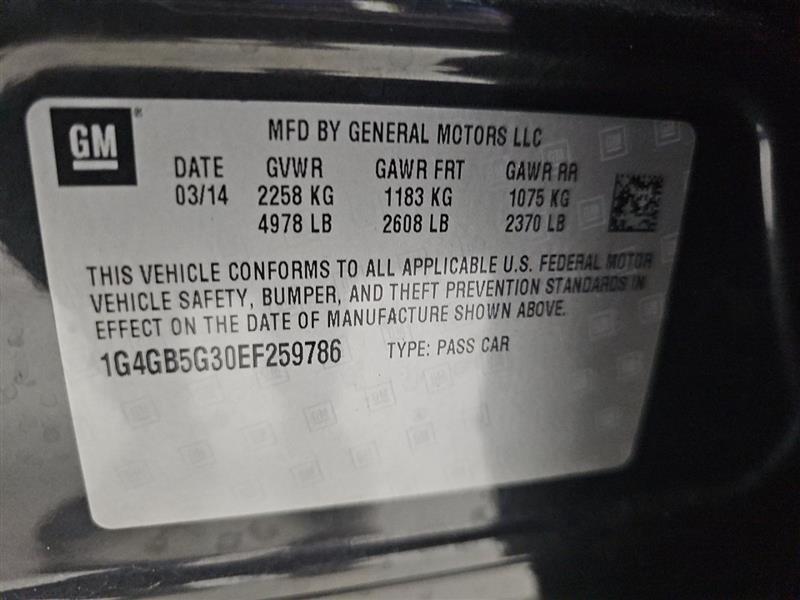 GM
MFD BY GENERAL MOTORS LLC
DATE GVWR GAWR FRT GAWR RR
03/14 2258 KG 1183 KG 1075 KG
4978 LB 2608 LB 2370 LB
THIS VEHICLE CONFORMS TO ALL APPLICABLE U.S. FEDERAL MOTOR
VEHICLE SAFETY, BUMPER, AND THEFT PREVENTION STANDARDS IN
EFFECT ON THE DATE OF MANUFACTURE SHOWN ABOVE.
1G4GB5G30EF259786 TYPE: PASS CAR